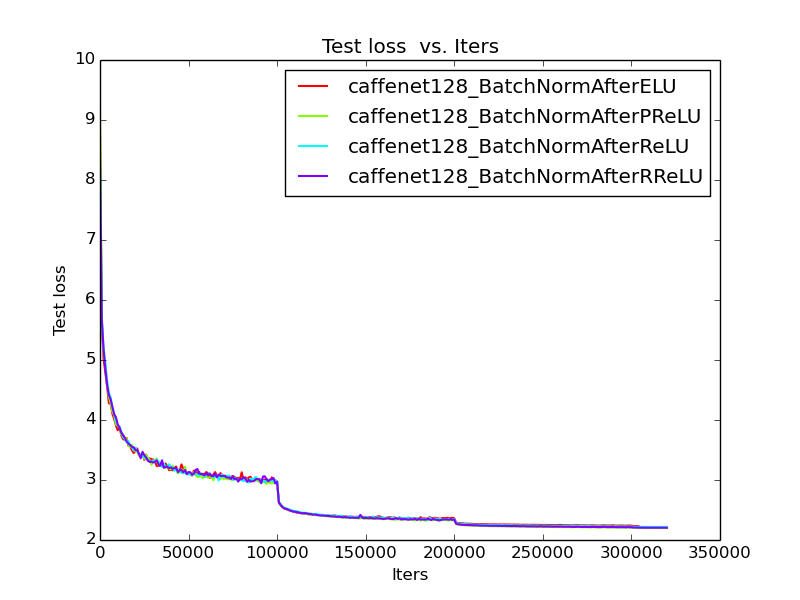 Test loss  vs. Iters
10
9
8
7
6
5
4
3
2
Test loss
caffenet128_BatchNormAfterELU
caffenet128_BatchNormAfterPReLU
caffenet128_BatchNormAfterReLU
caffenet128_BatchNormAfterRReLU
0 50000 100000 150000 200000 250000 300000 350000
Iters